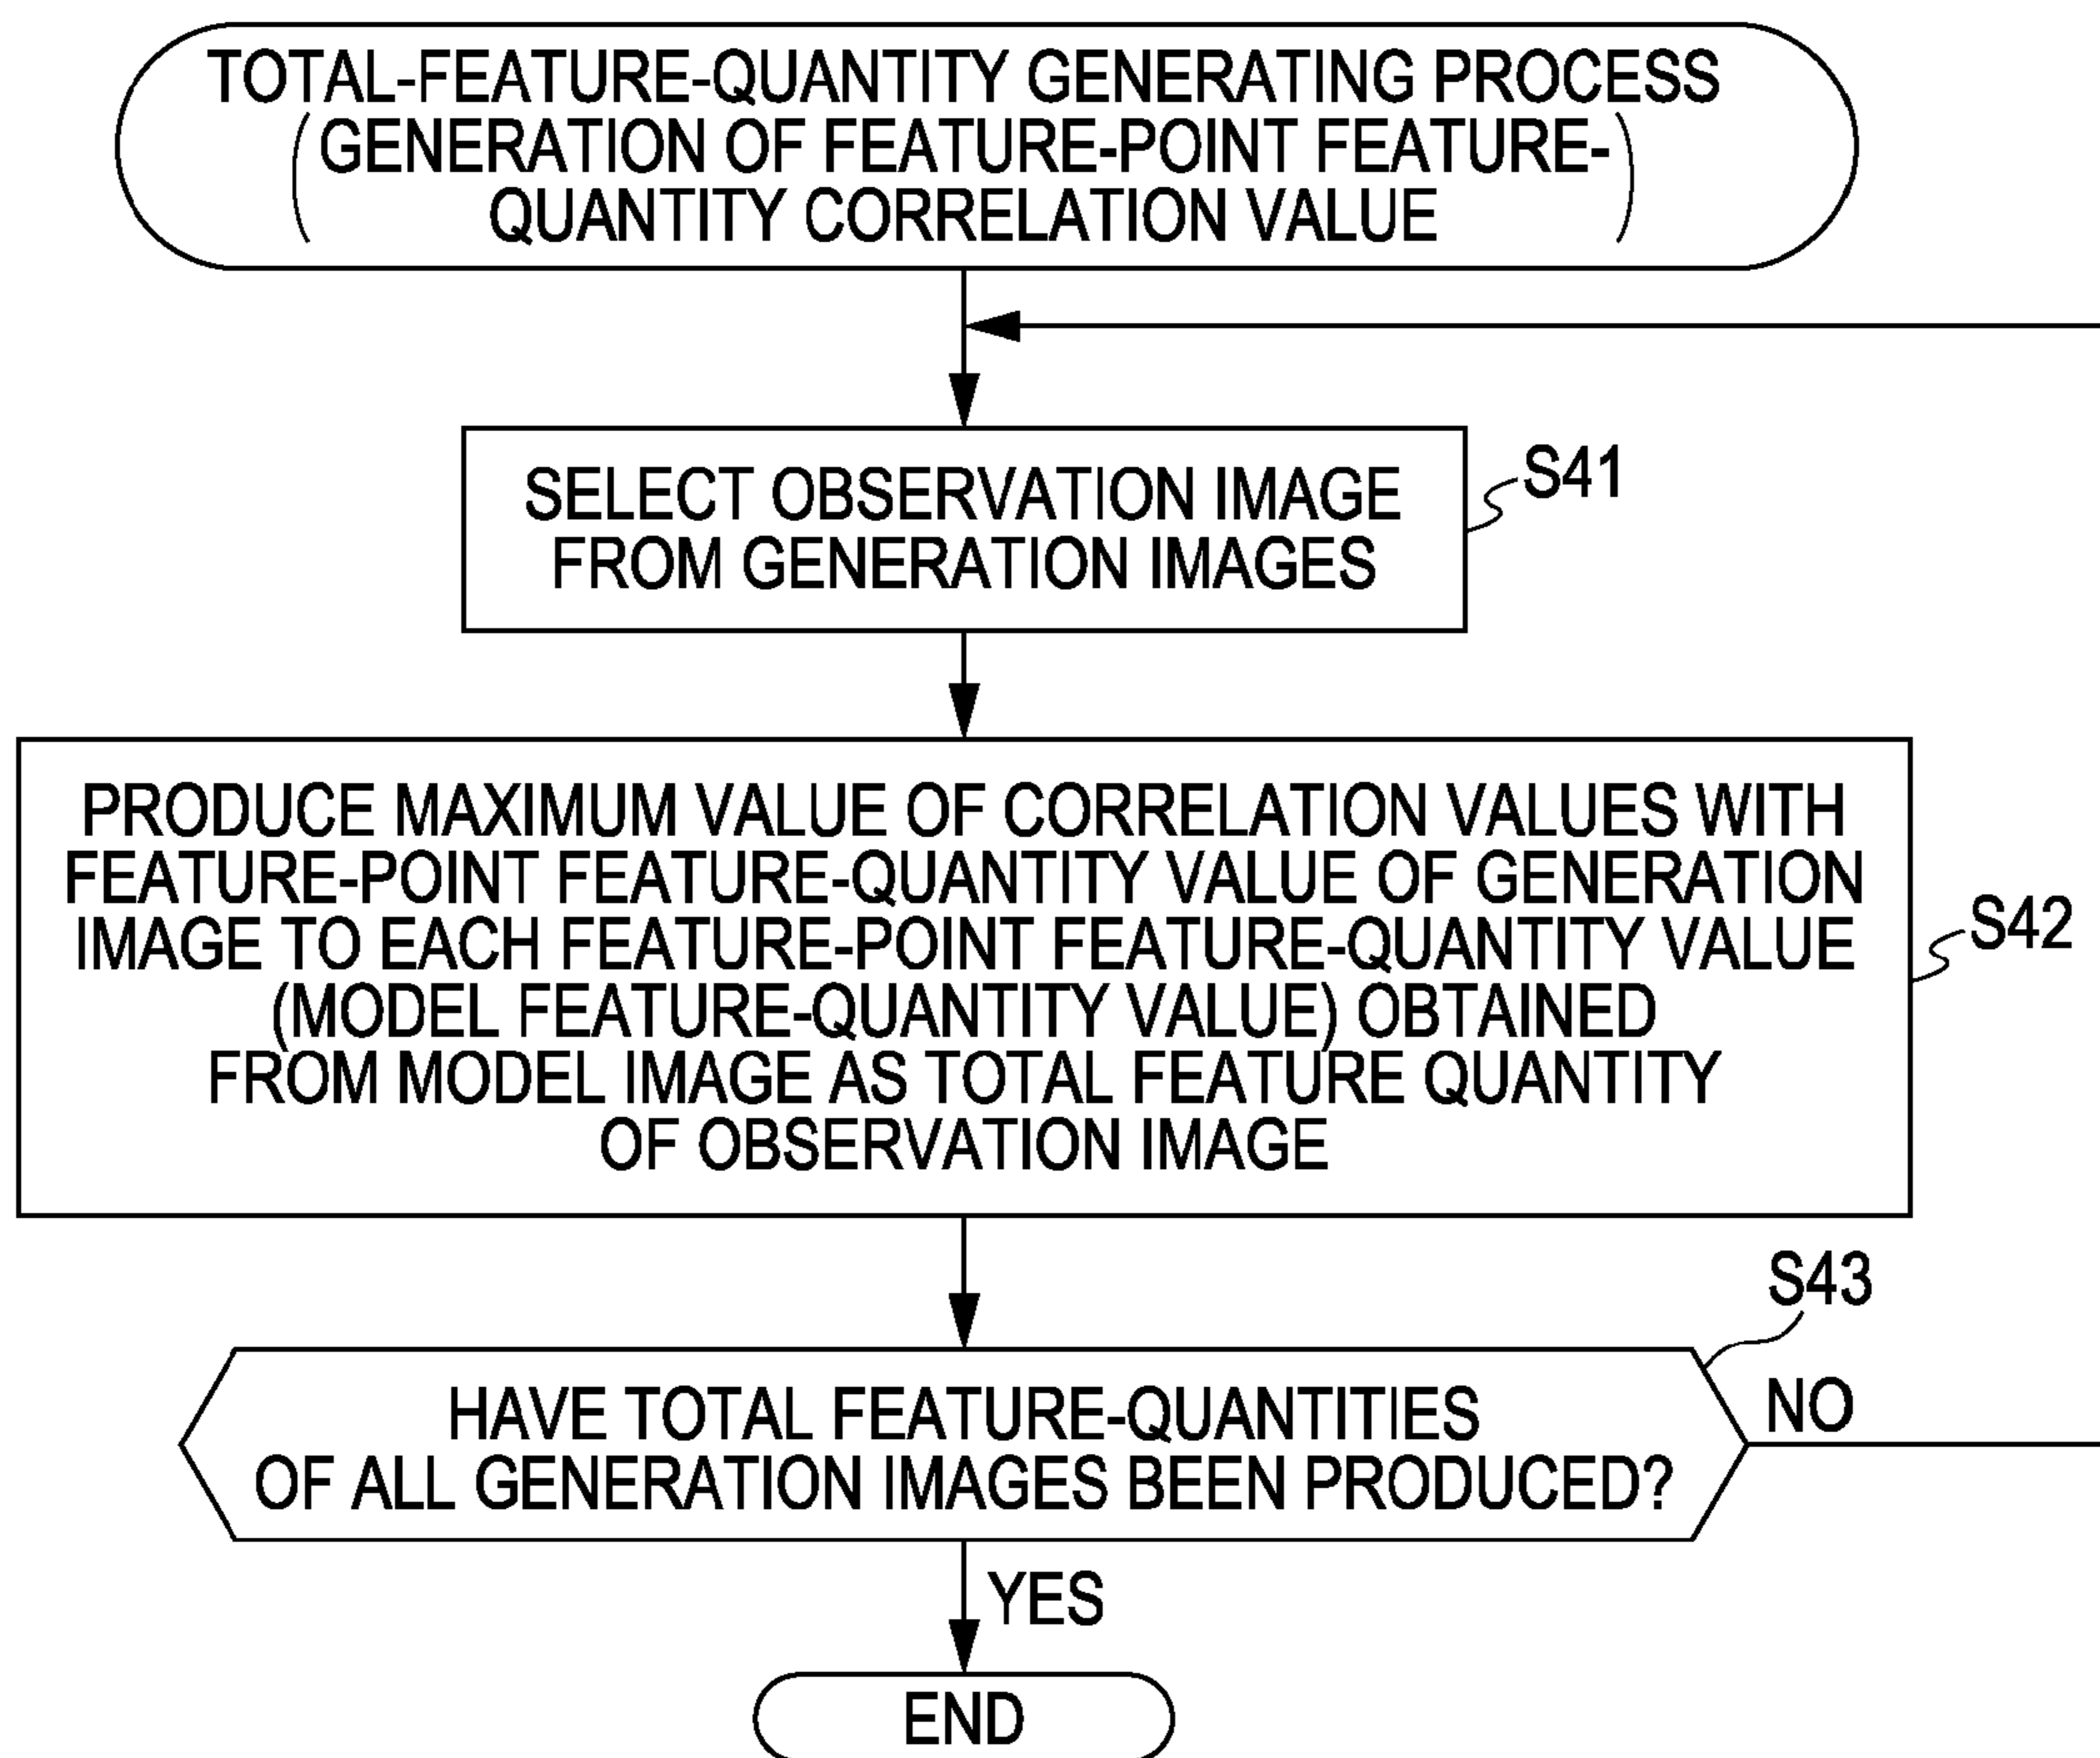 TOTAL-FEATURE-QUANTITY GENERATING PROCESS
(GENERATION OF FEATURE-POINT FEATURE-
QUANTITY CORRELATION VALUE)
SELECT OBSERVATION IMAGE
FROM GENERATION IMAGES
S41
PRODUCE MAXIMUM VALUE OF CORRELATION VALUES WITH
FEATURE-POINT FEATURE-QUANTITY VALUE OF GENERATION
IMAGE TO EACH FEATURE-POINT FEATURE-QUANTITY VALUE
(MODEL FEATURE-QUANTITY VALUE) OBTAINED
FROM MODEL IMAGE AS TOTAL FEATURE QUANTITY
OF OBSERVATION IMAGE
S42
S43
HAVE TOTAL FEATURE-QUANTITIES
OF ALL GENERATION IMAGES BEEN PRODUCED?
NO
YES
END